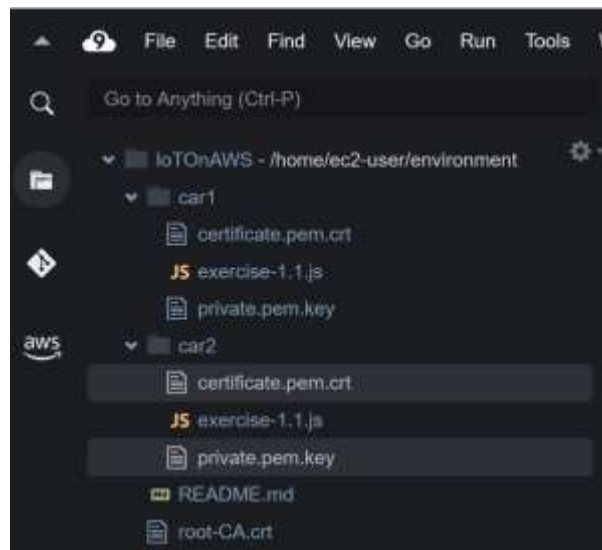 9 File Edit Find View Go Run Tools
Go to Anything (Ctrl-P)
IoTOnAWS - /home/ec2-user/environment
car1
certificate.pem.crt
JS exercise-1.1.js
private.pem.key
aws
car2
certificate.pem.crt
JS exercise-1.1.js
private.pem.key
README.md
root-CA.crt